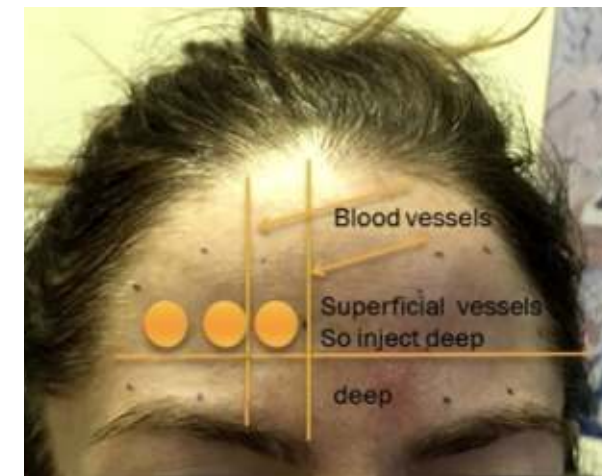 Blood vessels
Superficial vessels
So inject deep
deep